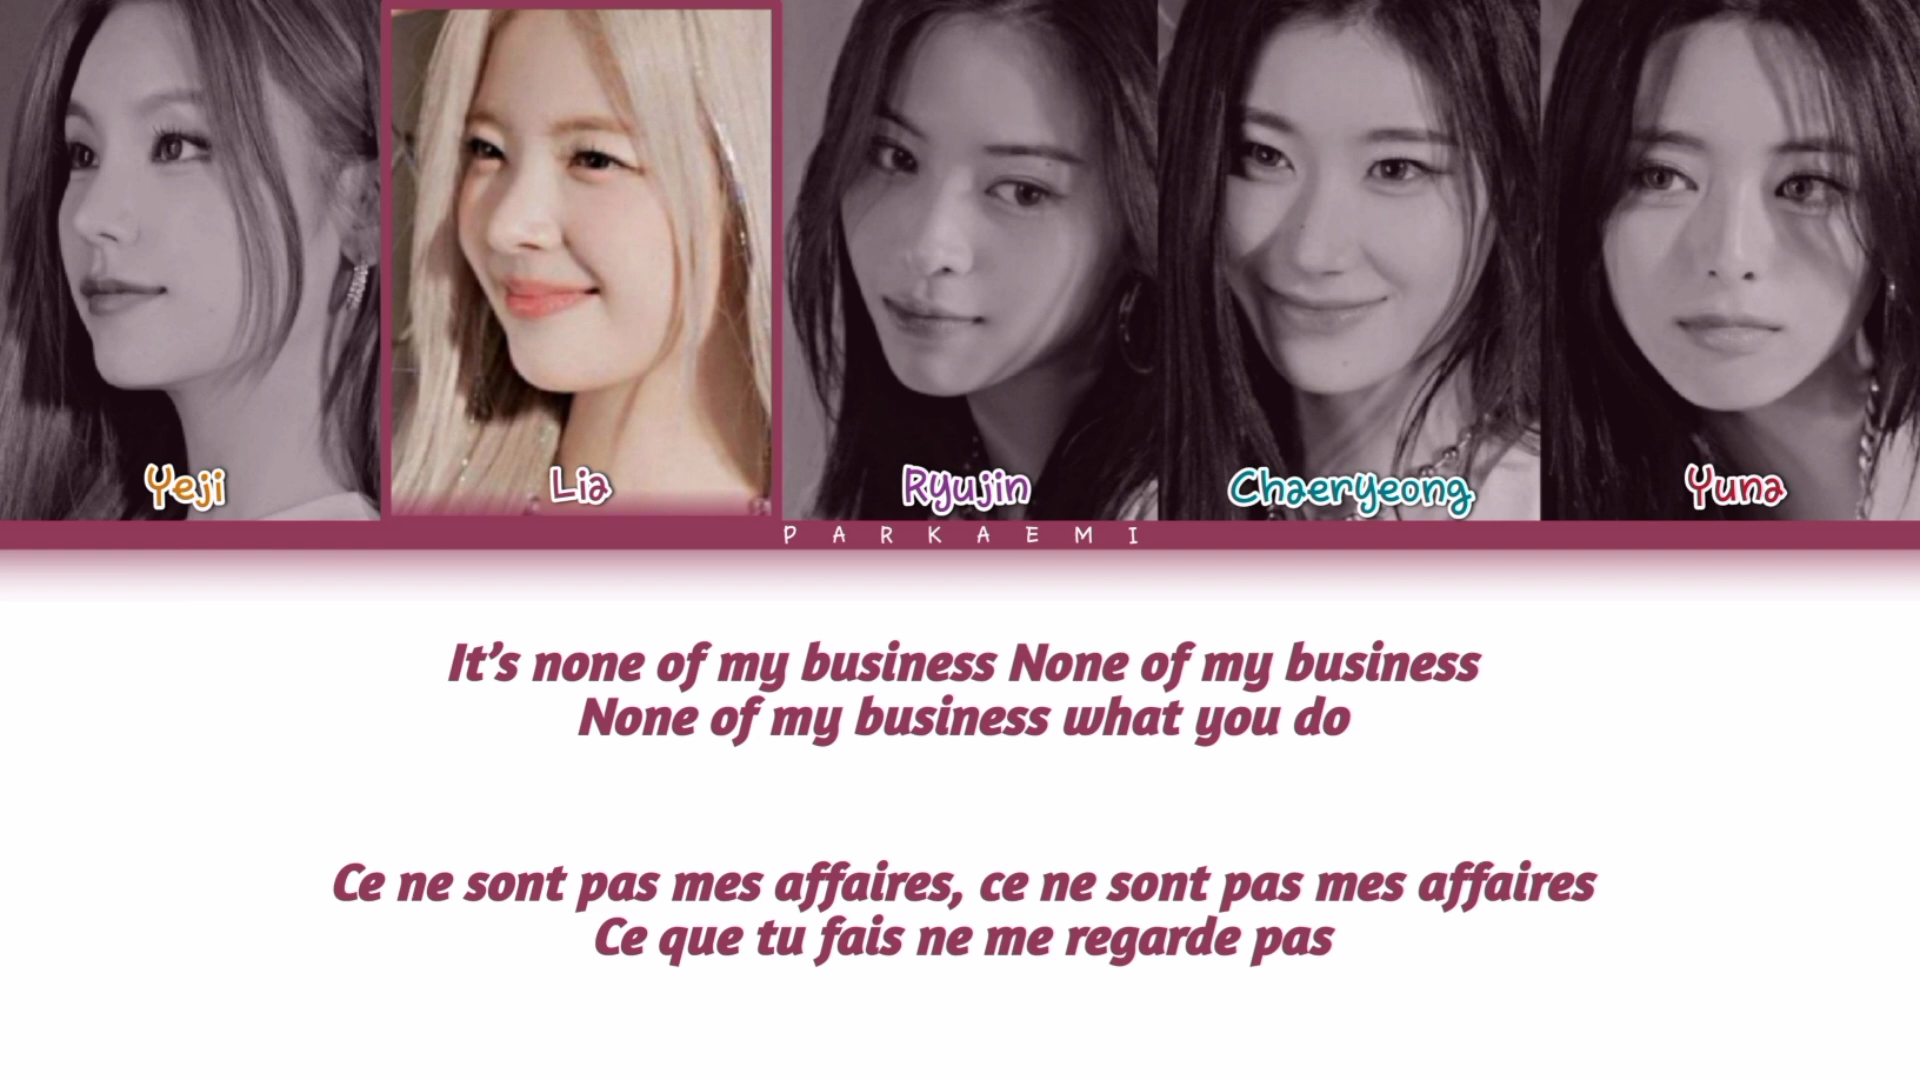 Yeji
Lia
Ryujin
Chaeryeong
Yuna
PARKAEMI
It's none of my business None of my business
None of my business what you do
Ce ne sont pas mes affaires, ce ne sont pas mes affaires
Ce que tu fais ne me regarde pas